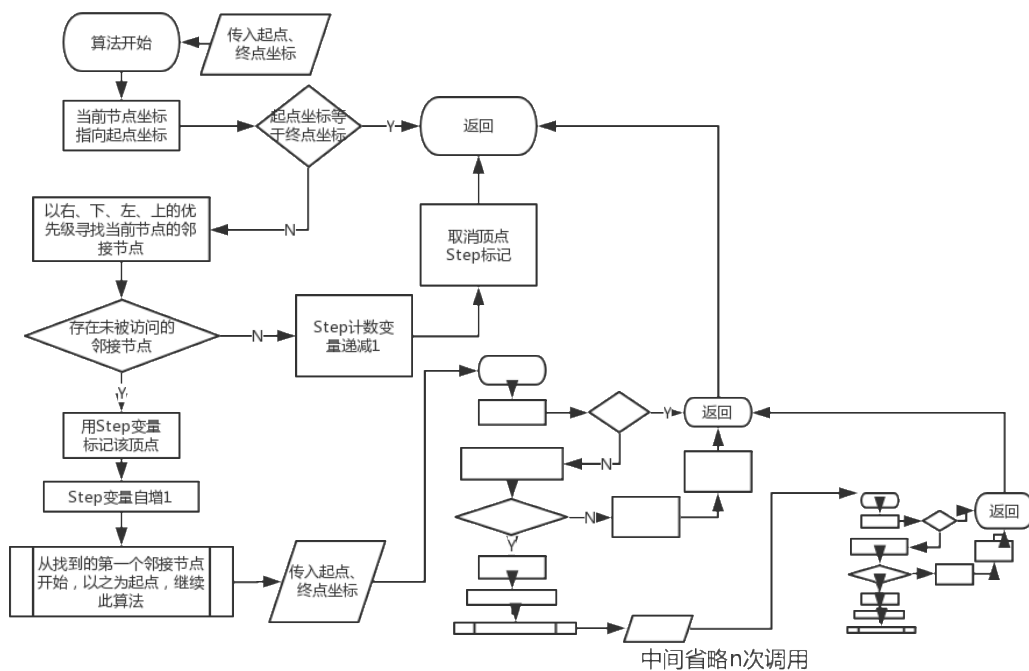 算法开始
传入起点、
终点坐标
当前节点坐标
指向起点坐标
起点坐标等
于终点坐标
Y
返回
N
以右、下、左、上的优
先级寻找当前节点的邻
接节点
取消顶点
Step标记
存在未被访问的
邻接节点
N
Step计数变
量递减1
Y
用Step变量
标记该顶点
Step变量自增1
从找到的第一个邻接节点
开始，以之为起点，继续
此算法
传入起点、
终点坐标
Y
返回
N
N
Y
返回
中间省略n次调用